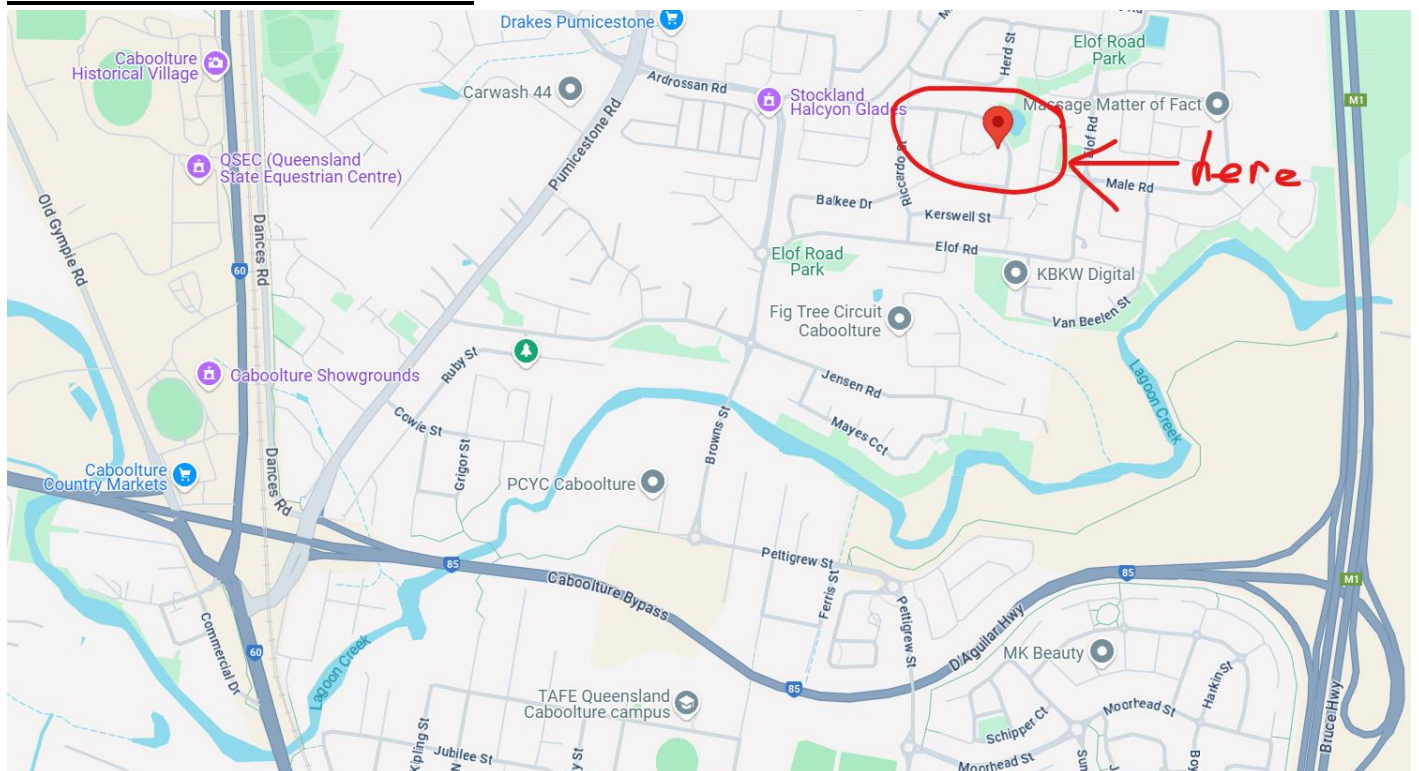 Drakes Pumicestone
Elof Road
Park
Herd St
Caboolture
Historical Village
Ardrossan Rd
Carwash 44
Stockland
Halcyon Glades
Massage Matter of Fact
M1
Pumicestone Rd
Elof Rd
here
QSEC (Queensland
State Equestrian Centre)
Riccardo St
Male Rd
Old Gympie Rd
Dances Rd
Balkee Dr
Kerswell St
Elof Rd
60
Elof Road
Park
KBKW Digital
Fig Tree Circuit
Caboolture
Van Beelen St
Ruby St
Caboolture Showgrounds
Jensen Rd
Lagoon Creek
Cowie St
Mayes Cct
Browns St
Grigor St
Caboolture
Country Markets
Dances Rd
PCYC Caboolture
85
Pettigrew St
85
M1
Caboolture Bypass
Ferris St
Pettigrew St
D'Aguilar Hwy
Commercial Dr
60
Lagoon Creek
MK Beauty
Harkin St
85
TAFE Queensland
Caboolture campus
Moorhead St
Schipper Ct
Bruce Hwy
Kipling St
Jubilee St
Moorhead St